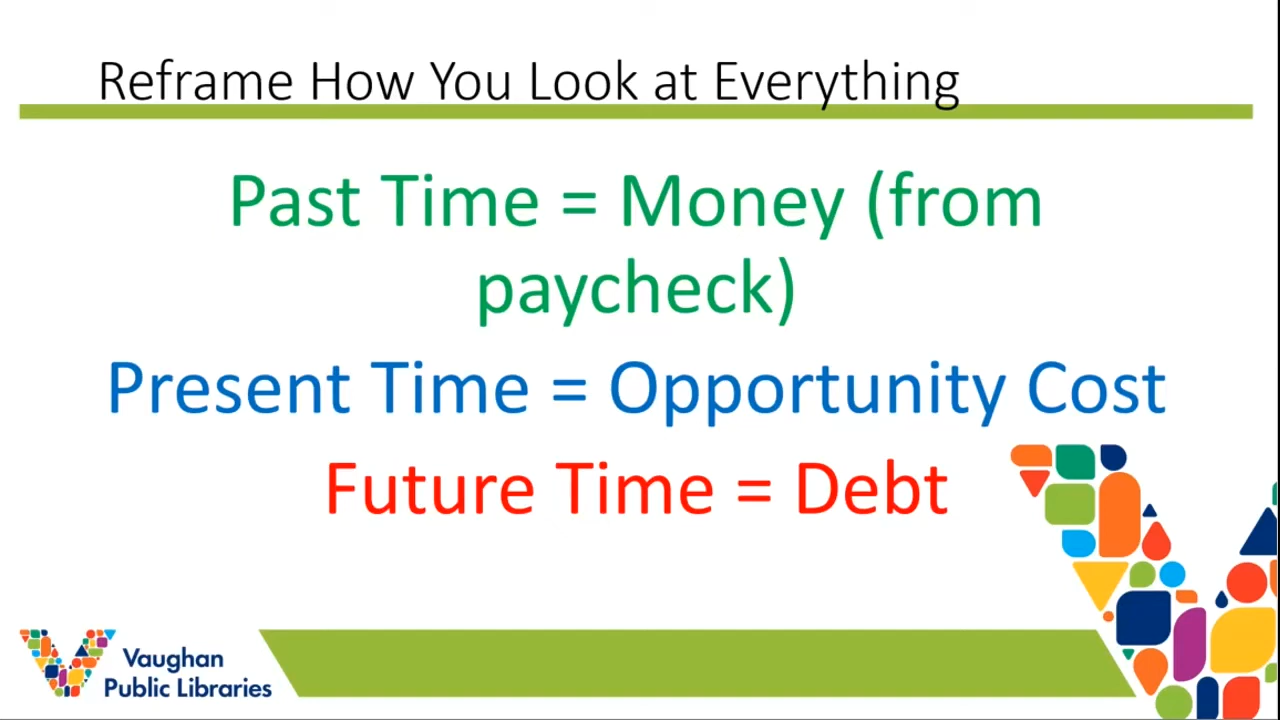 Reframe How You Look at Everything
Past Time = Money (from
paycheck)
Present Time = Opportunity Cost
Future Time = Debt
Vaughan
Public Libraries